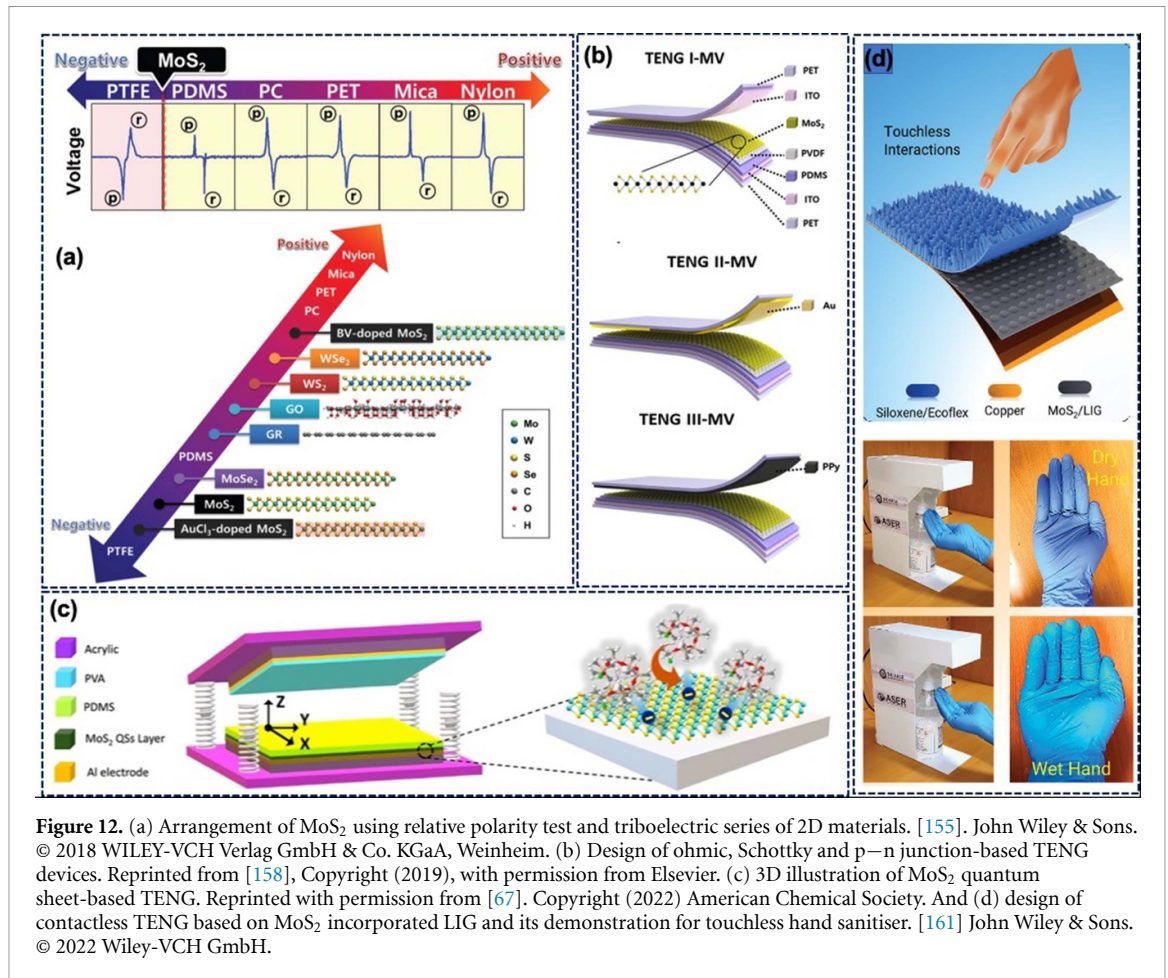 Negative
MoS₂
Positive
PTFE PDMS PC PET Mica Nylon
Voltage
p r p r p r p r p r p r
(a)
Positive
Nylon
Mica
PET
PC
BV-doped MoS₂
WSe₂
WS₂
GO
GR
PDMS
MoSe₂
MoS₂
AuCl₃-doped MoS₂
PTFE
Negative
Mo
W
S
Se
C
O
H
(b)
TENG I-MV
PET
ITO
MoS₂
PVDF
PDMS
ITO
PET
TENG II-MV
Au
TENG III-MV
PPy
(c)
Acrylic
PVA
PDMS
MoS₂ QSs Layer
Al electrode
Z
Y
X
(d)
Touchless
Interactions
Siloxene/Ecoflex Copper MoS₂/LIG
ASER
Dry
Hand
ASER
Wet Hand
Figure 12. (a) Arrangement of MoS₂ using relative polarity test and triboelectric series of 2D materials. [155]. John Wiley & Sons.
© 2018 WILEY-VCH Verlag GmbH & Co. KGaA, Weinheim. (b) Design of ohmic, Schottky and p−n junction-based TENG
devices. Reprinted from [158], Copyright (2019), with permission from Elsevier. (c) 3D illustration of MoS₂ quantum
sheet-based TENG. Reprinted with permission from [67]. Copyright (2022) American Chemical Society. And (d) design of
contactless TENG based on MoS₂ incorporated LIG and its demonstration for touchless hand sanitiser. [161] John Wiley & Sons.
© 2022 Wiley-VCH GmbH.